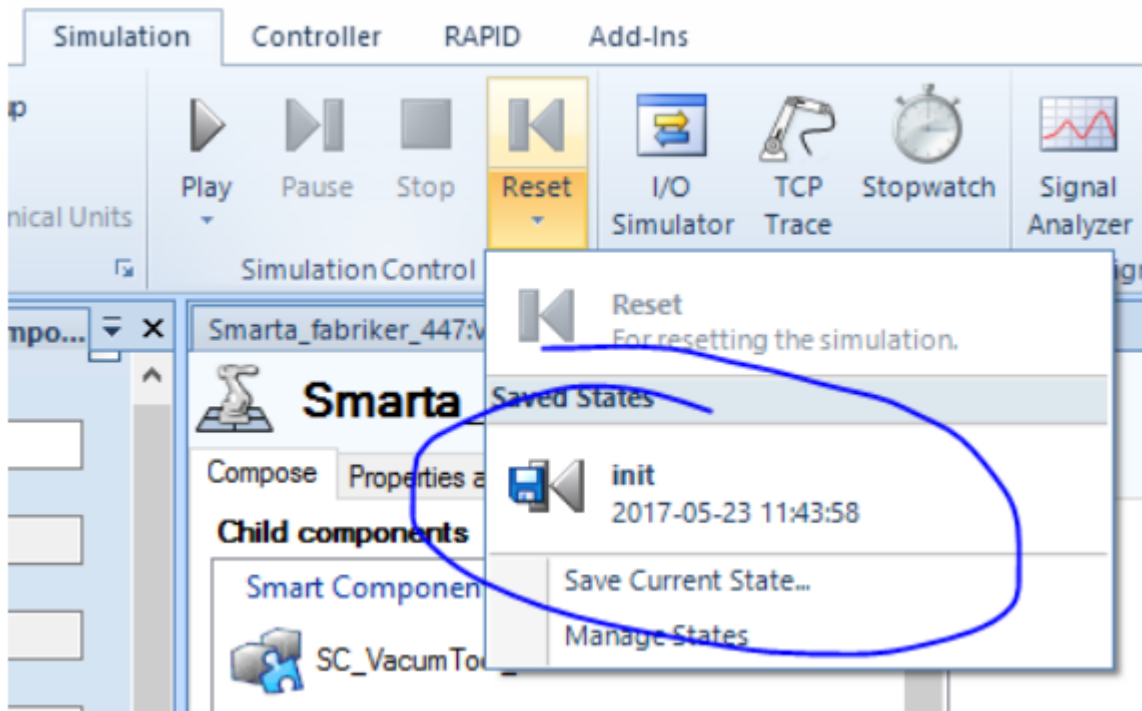 Simulation Controller RAPID Add-Ins
Play Pause Stop Reset I/O Simulator TCP Trace Stopwatch Signal Analyzer
nical Units
Simulation Control
Reset
For resetting the simulation.
mpo...
Smarta_fabriker_447:V
Smarta_
Saved States
Compose Properties a
init
2017-05-23 11:43:58
Child components
Smart Componen
Save Current State...
Manage States
SC_VacumToo